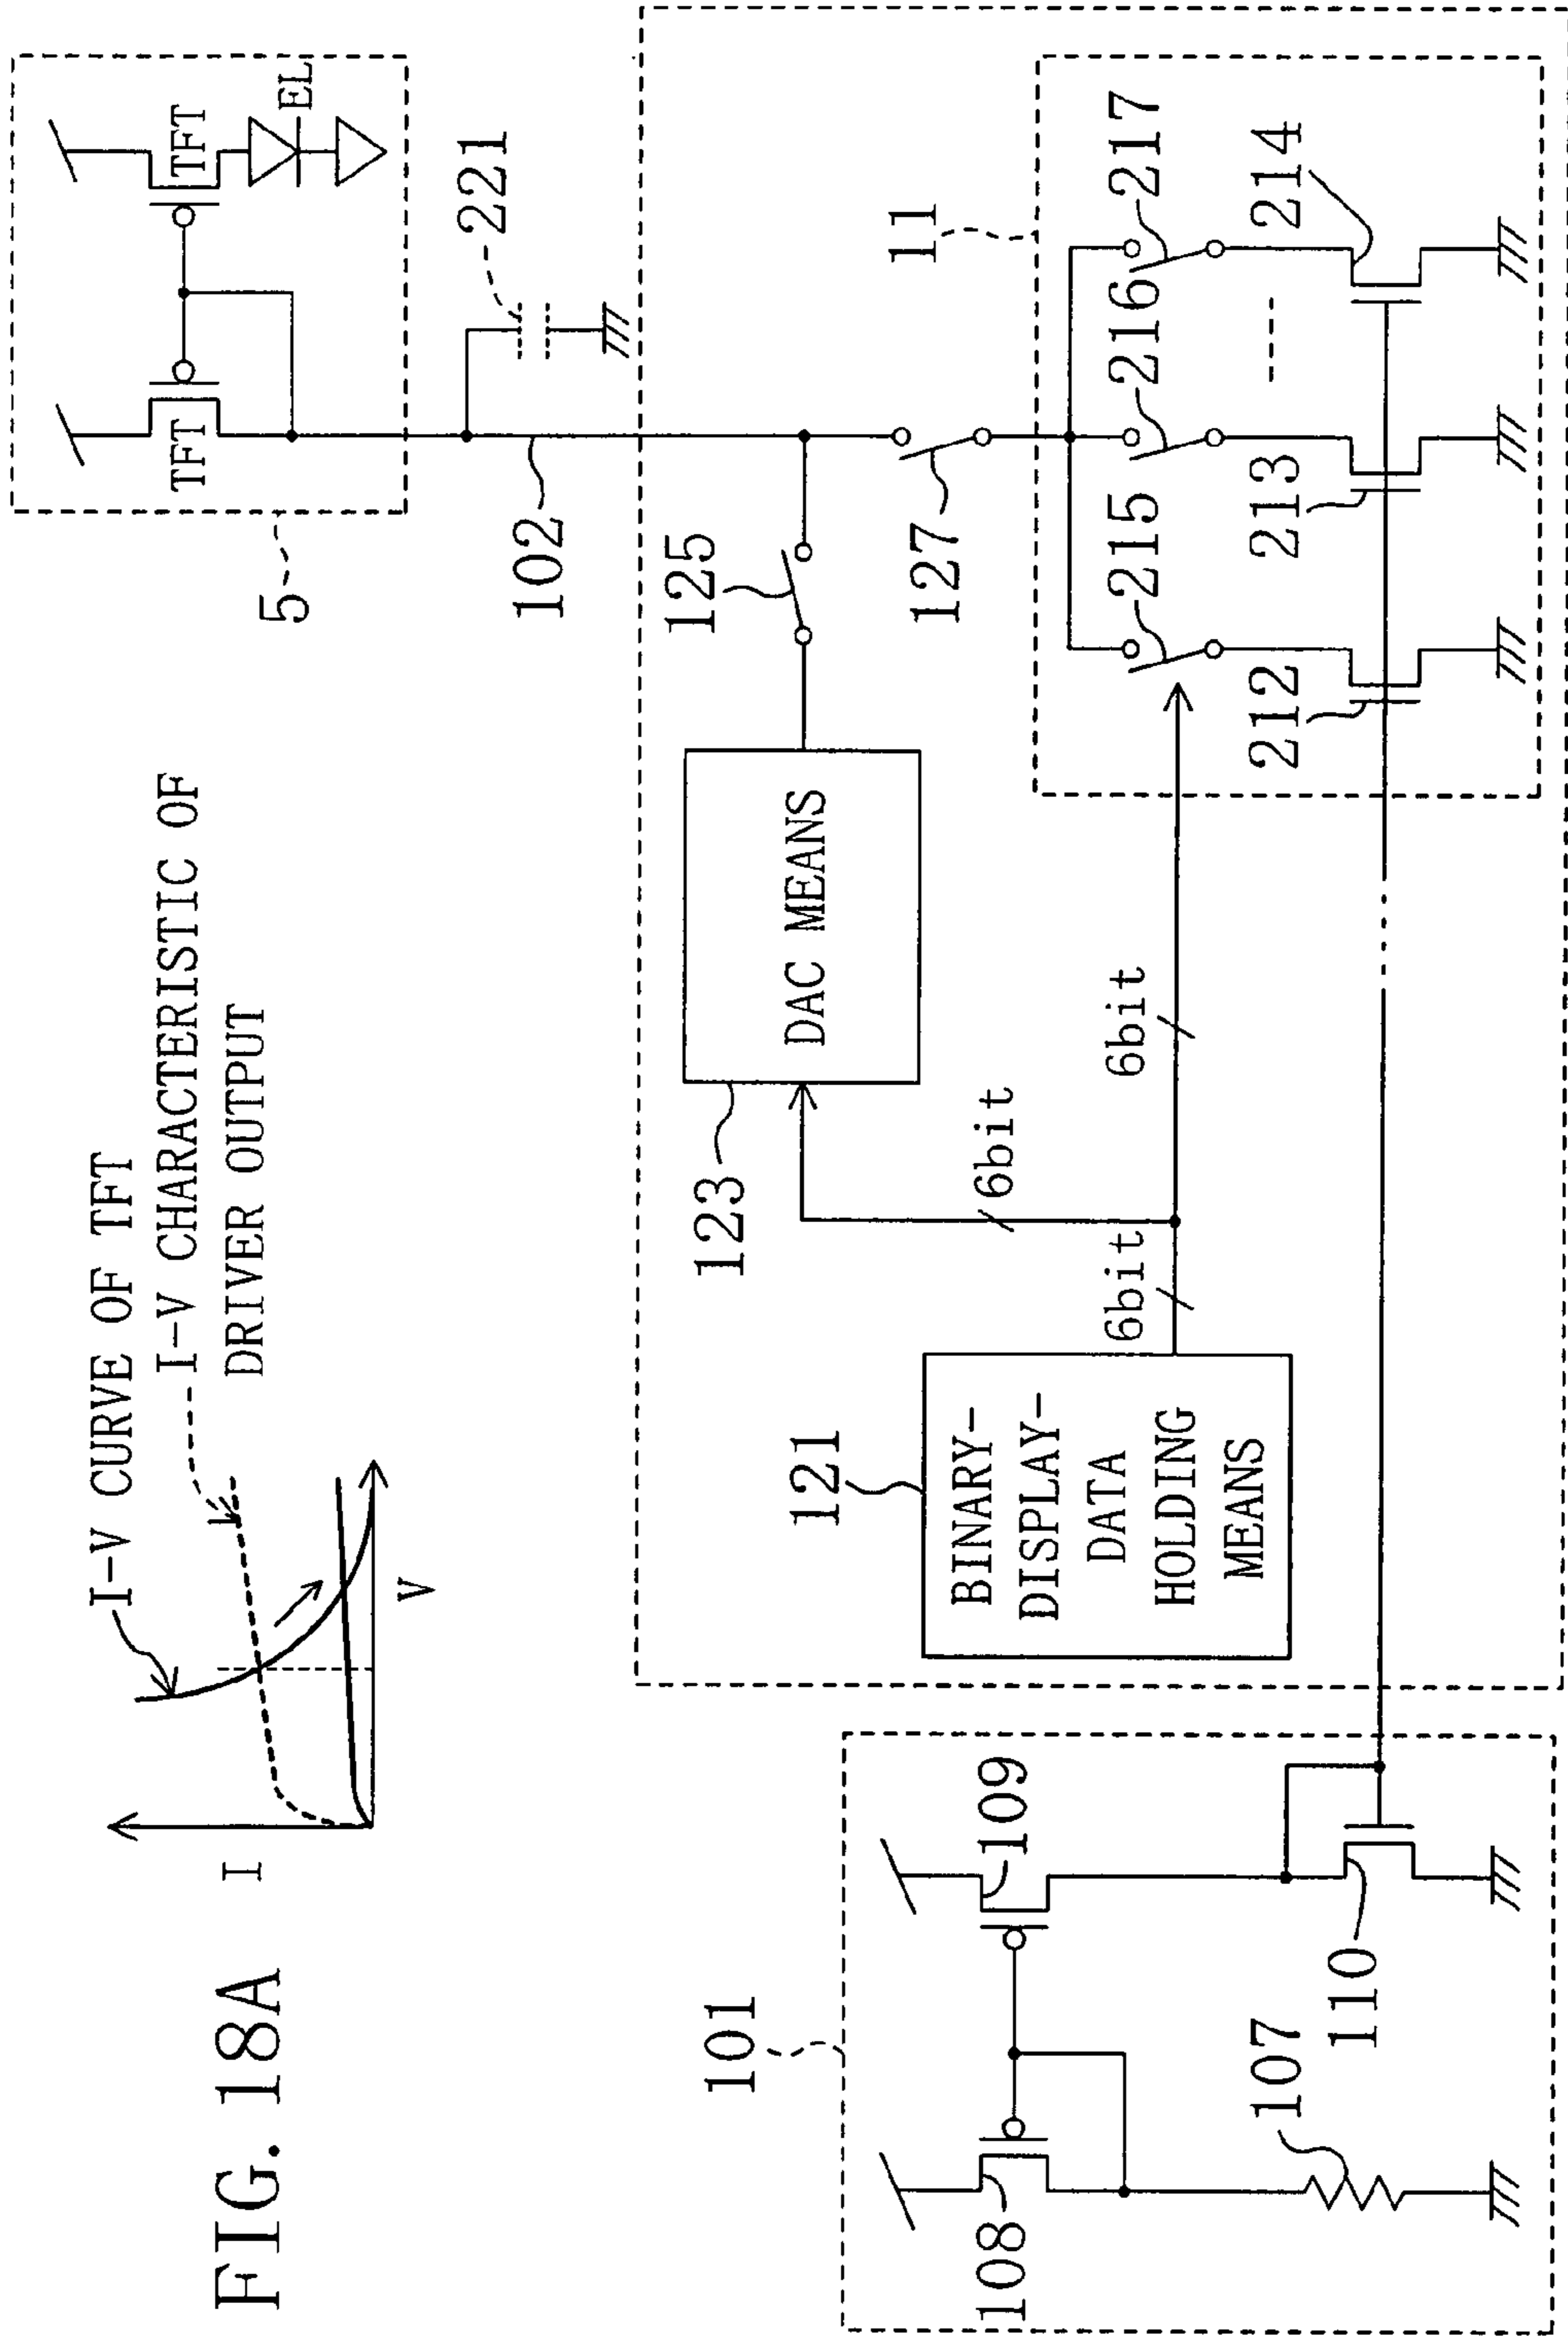 FIG. 18A
I
V
I-V CURVE OF TFT
I-V CHARACTERISTIC OF
DRIVER OUTPUT
5
TFT
TFT
EL
221
102
101
108
109
107
110
121
BINARY-
DISPLAY-
DATA
HOLDING
MEANS
6bit
6bit
6bit
123
DAC MEANS
125
127
11
215
216
217
212
213
214